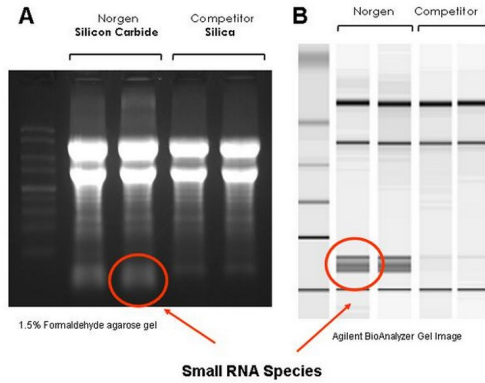 A
Norgen
Silicon Carbide
Competitor
Silica
B
Norgen
Competitor
1.5% Formaldehyde agarose gel
Agilent BioAnalyzer Gel Image
Small RNA Species